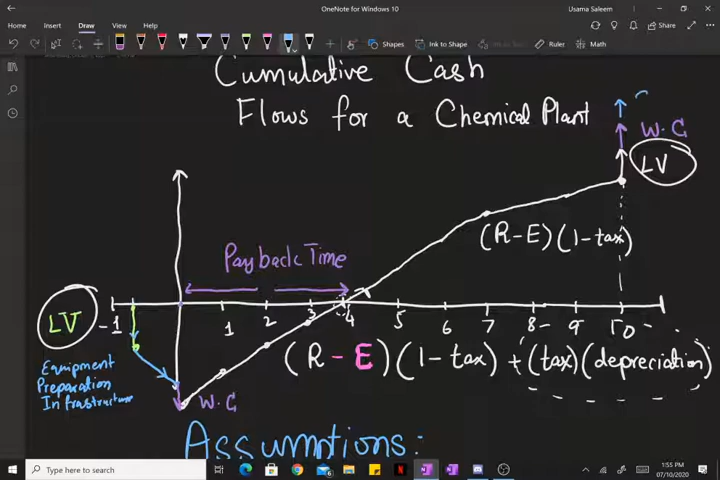 OneNote for Windows 10
Usama Saleem
Home Insert Draw View Help
Share
Shapes Ink to Shape Ruler Math
Cumulative Cash
Flows for a Chemical Plant
W.C
LV
(R-E)(1-tax)
Payback Time
LV
-1 1 2 3 4 5 6 7 8 9 10
(R-E)(1-tax) + (tax)(depreciation)
Equipment
Preparation
Infrastructure
W.C
Assumptions:
Type here to search
1:55 PM
07/10/2020